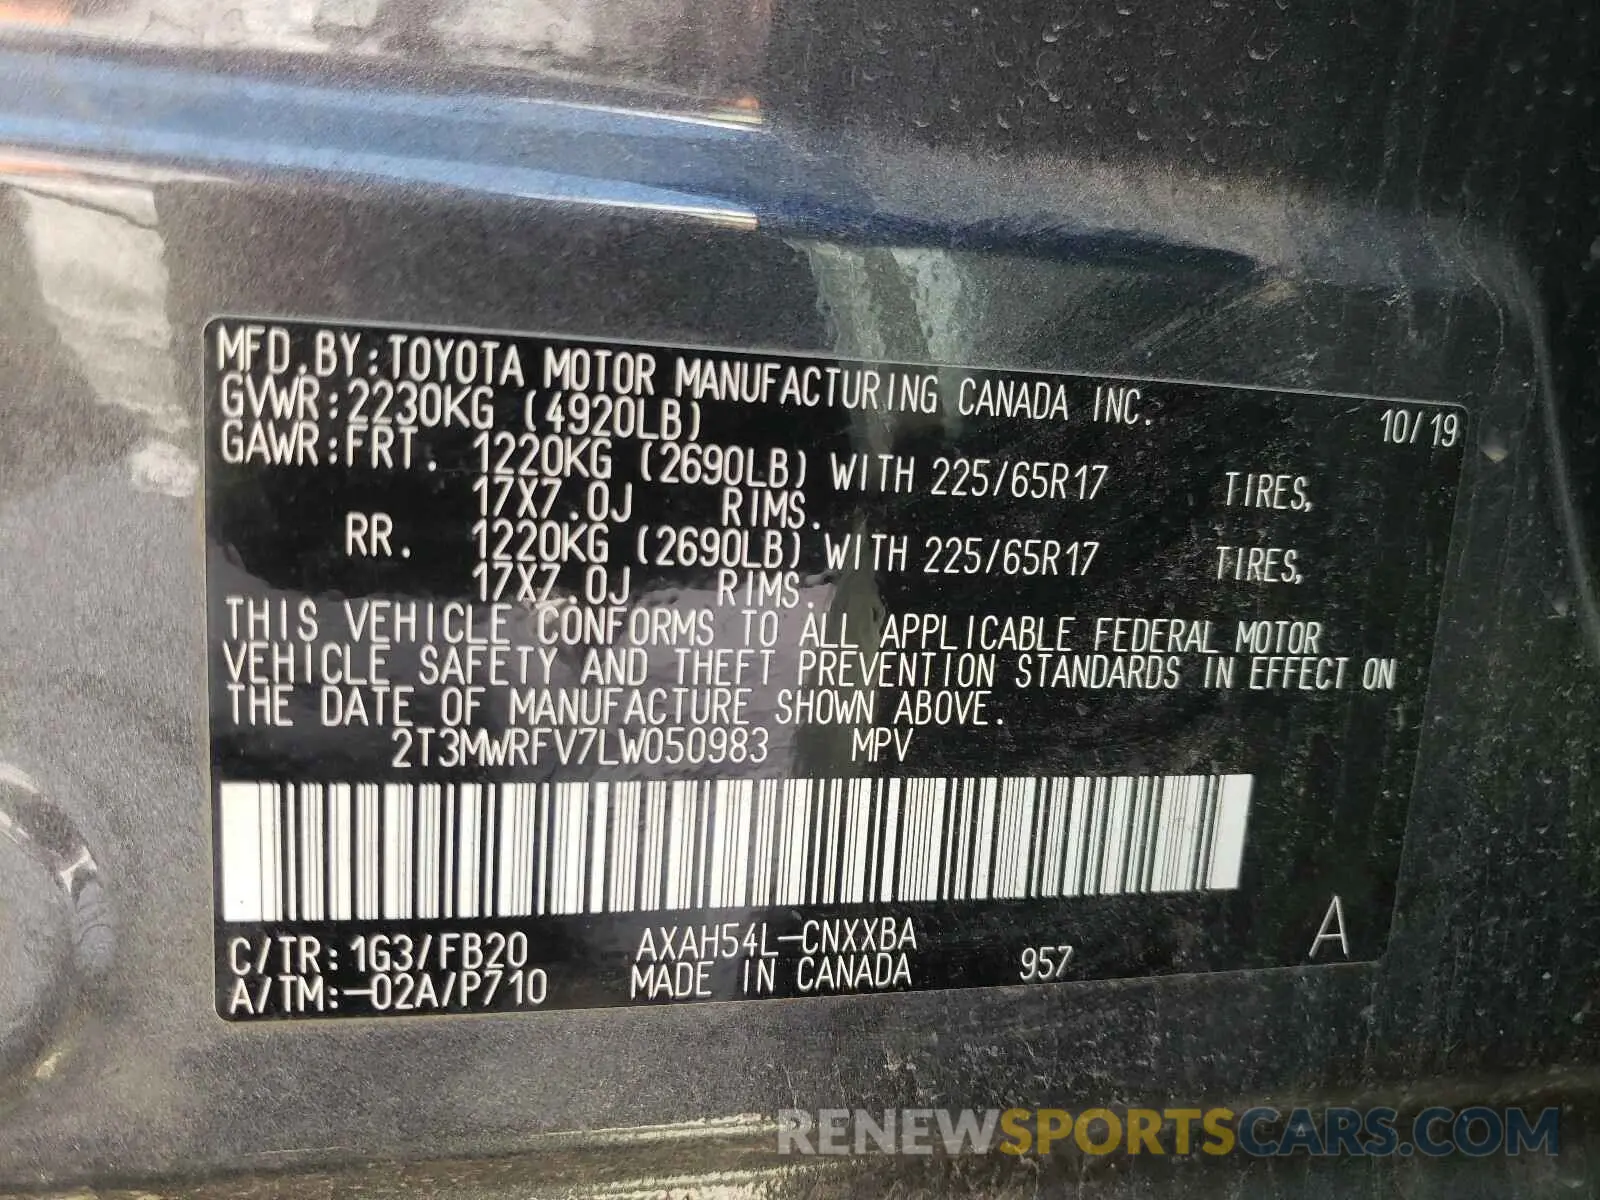 MFD.BY:TOYOTA MOTOR MANUFACTURING CANADA INC. 10/19
GVWR:2230KG (4920LB)
GAWR:FRT. 1220KG (2690LB) WITH 225/65R17 TIRES,
17X7.0J RIMS.
RR. 1220KG (2690LB) WITH 225/65R17 TIRES,
17X7.0J RIMS.
THIS VEHICLE CONFORMS TO ALL APPLICABLE FEDERAL MOTOR
VEHICLE SAFETY AND THEFT PREVENTION STANDARDS IN EFFECT ON
THE DATE OF MANUFACTURE SHOWN ABOVE.
2T3MWRFV7LW050983 MPV
C/TR:1G3/FB20 AXAH54L-CNXXBA
A/TM:-02A/P710 MADE IN CANADA 957 A
RENEWSPORTSCARS.COM